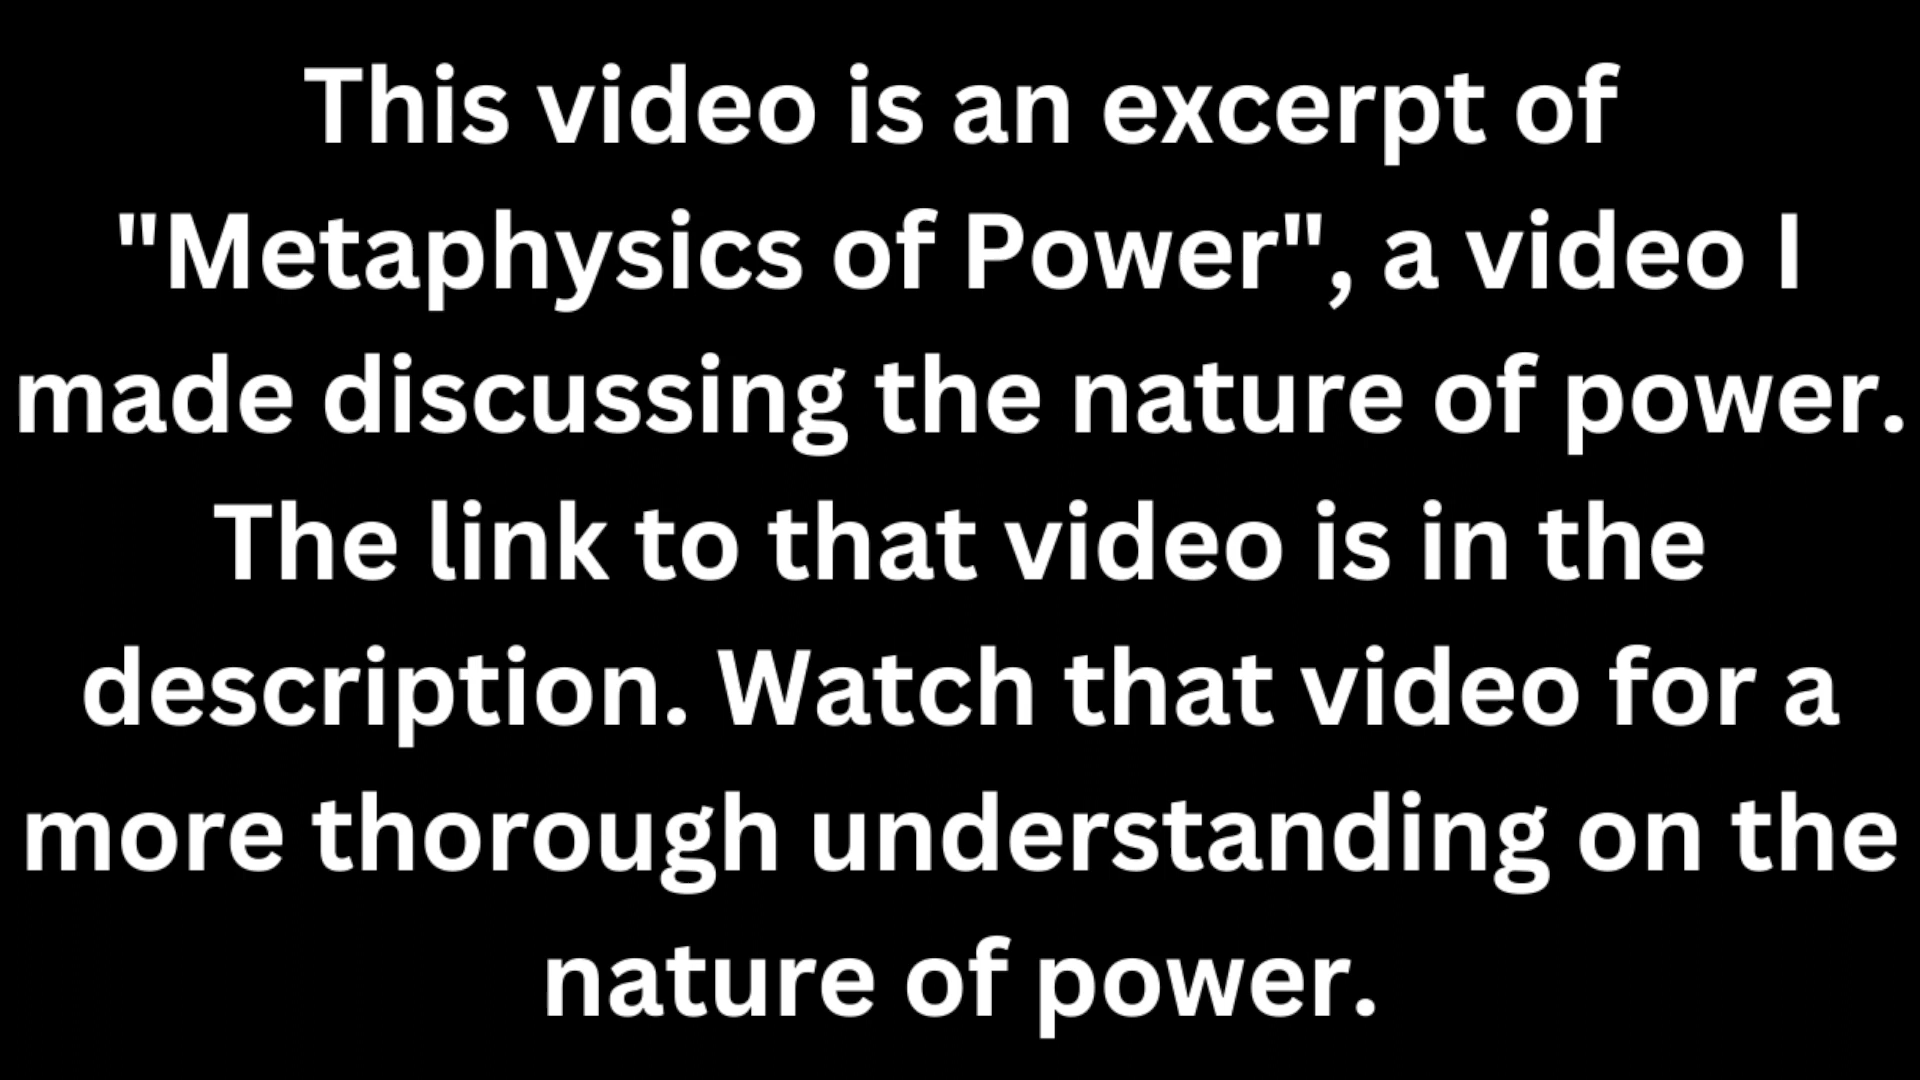 This video is an excerpt of
"Metaphysics of Power", a video I
made discussing the nature of power.
The link to that video is in the
description. Watch that video for a
more thorough understanding on the
nature of power.